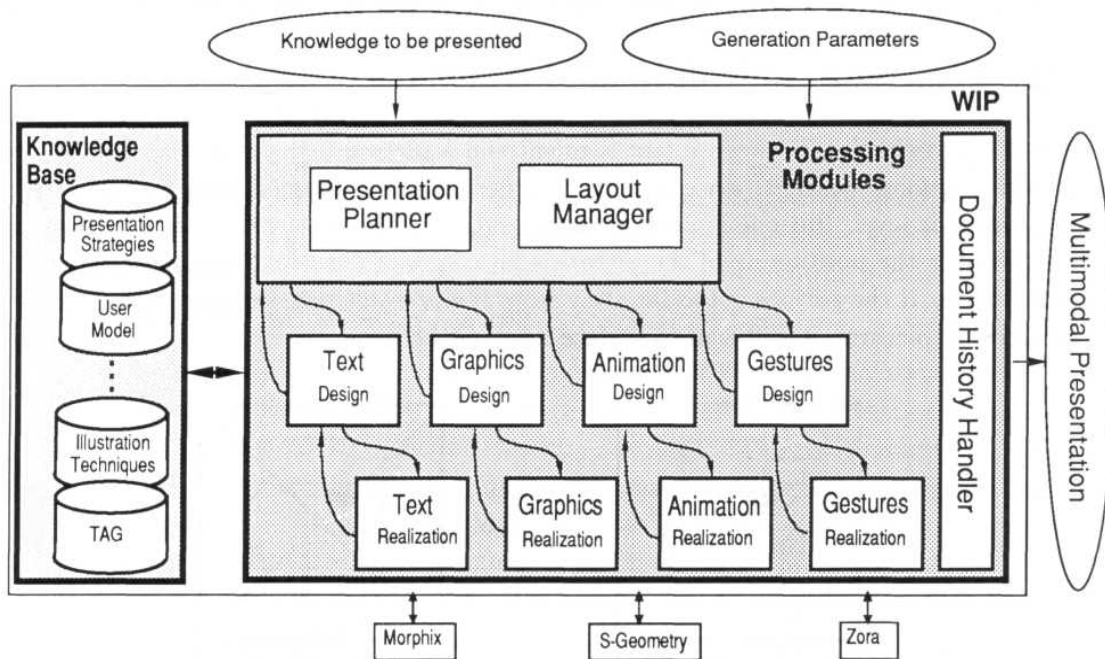 Knowledge to be presented
Generation Parameters
WIP
Knowledge
Base
Presentation
Strategies
User
Model
Illustration
Techniques
TAG
Processing
Modules
Presentation
Planner
Layout
Manager
Text
Design
Graphics
Design
Animation
Design
Gestures
Design
Text
Realization
Graphics
Realization
Animation
Realization
Gestures
Realization
Document History Handler
Multimodal Presentation
Morphix
S-Geometry
Zora